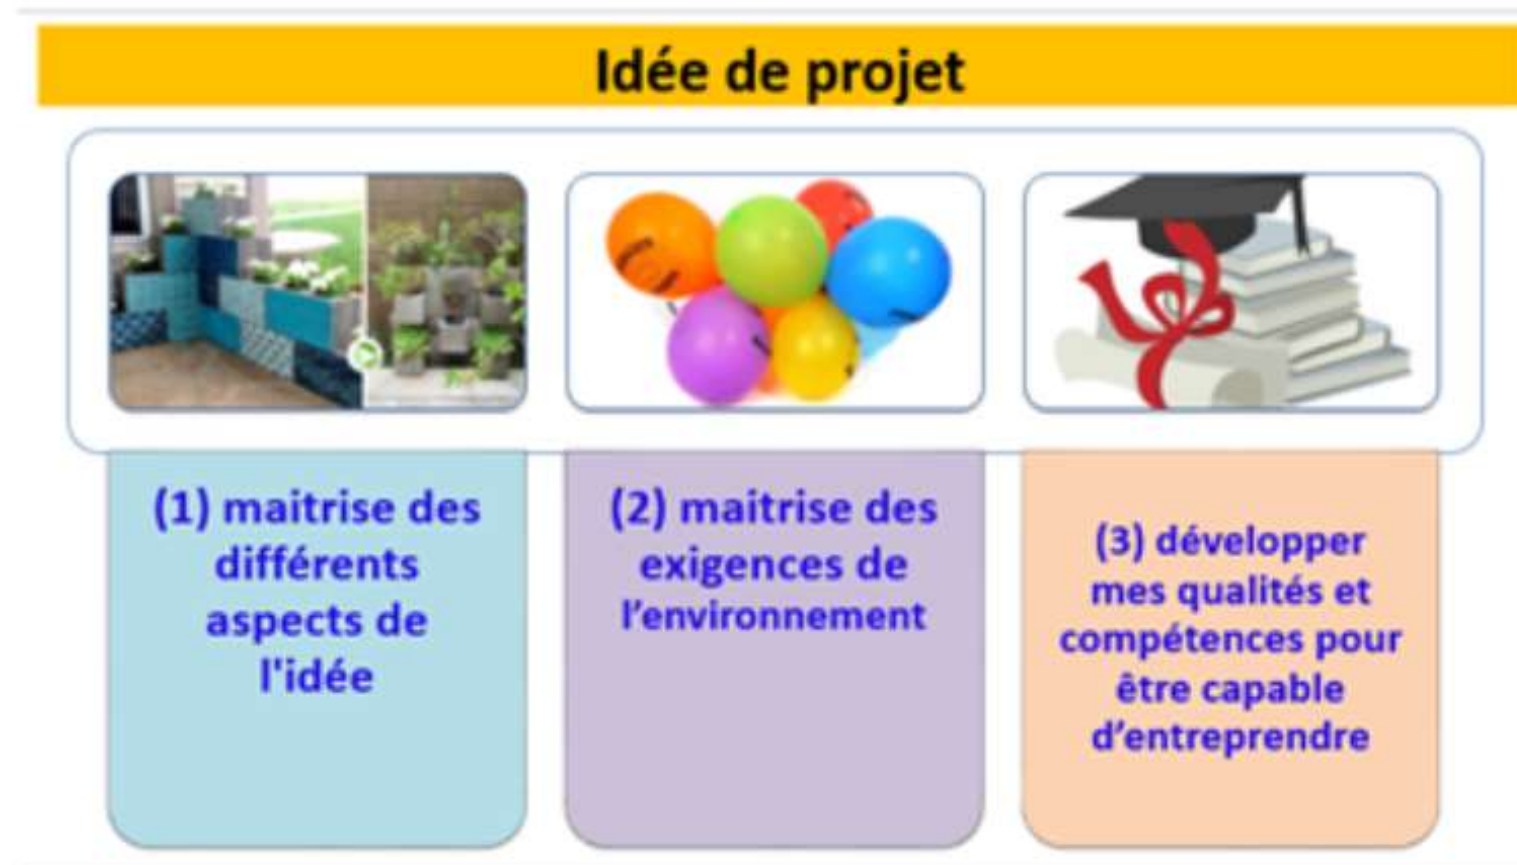 Idée de projet
(1) maitrise des
différents
aspects de
l'idée
(2) maitrise des
exigences de
l’environnement
(3) développer
mes qualités et
compétences pour
être capable
d’entreprendre